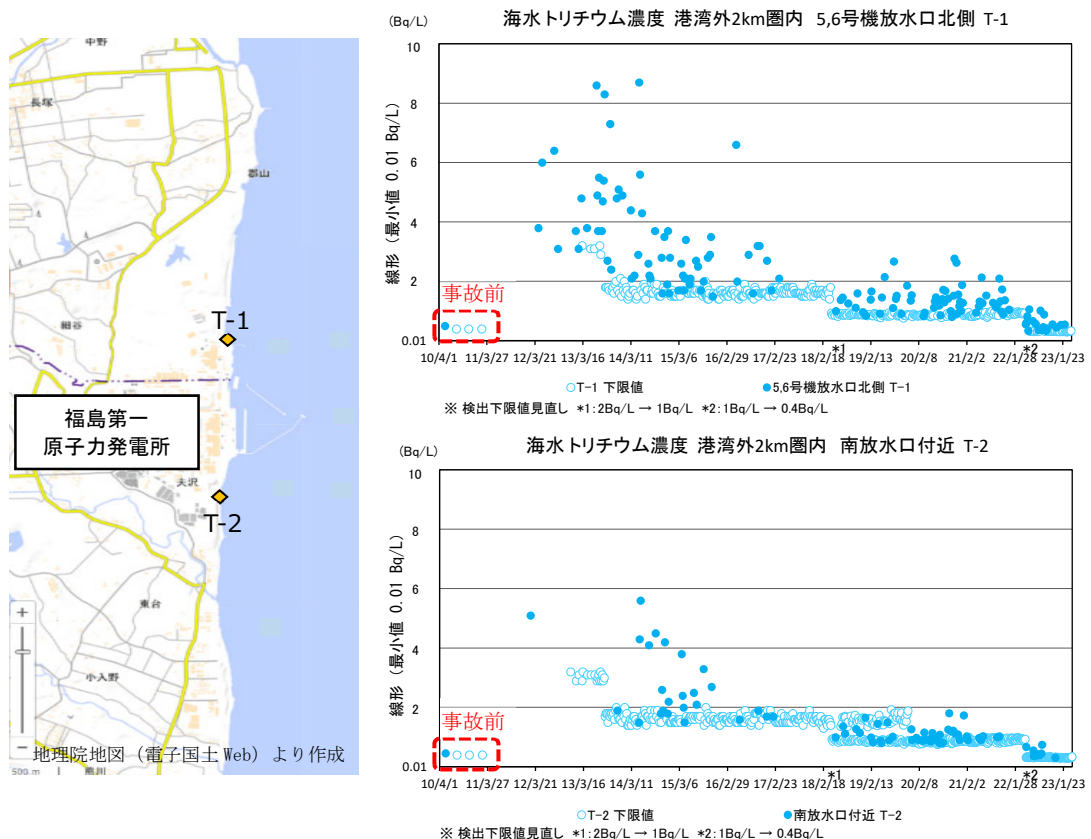 中野
長塚
郡山
細谷
T-1
福島第一
原子力発電所
夫沢
T-2
東台
小入野
熊川
+
−
500 m
地理院地図（電子国土 Web）より作成
(Bq/L)
海水トリチウム濃度 港湾外2km圏内 5,6号機放水口北側 T-1
線形 (最小値 0.01 Bq/L)
10
8
6
4
2
0.01
事故前
10/4/1 11/3/27 12/3/21 13/3/16 14/3/11 15/3/6 16/2/29 17/2/23 18/2/18 19/2/13 20/2/8 21/2/2 22/1/28 23/1/23
*1 *2
T-1 下限値 5,6号機放水口北側 T-1
※ 検出下限値見直し *1:2Bq/L → 1Bq/L *2:1Bq/L → 0.4Bq/L
(Bq/L)
海水トリチウム濃度 港湾外2km圏内 南放水口付近 T-2
線形 (最小値 0.01 Bq/L)
10
8
6
4
2
0.01
事故前
10/4/1 11/3/27 12/3/21 13/3/16 14/3/11 15/3/6 16/2/29 17/2/23 18/2/18 19/2/13 20/2/8 21/2/2 22/1/28 23/1/23
*1 *2
T-2 下限値 南放水口付近 T-2
※ 検出下限値見直し *1:2Bq/L → 1Bq/L *2:1Bq/L → 0.4Bq/L